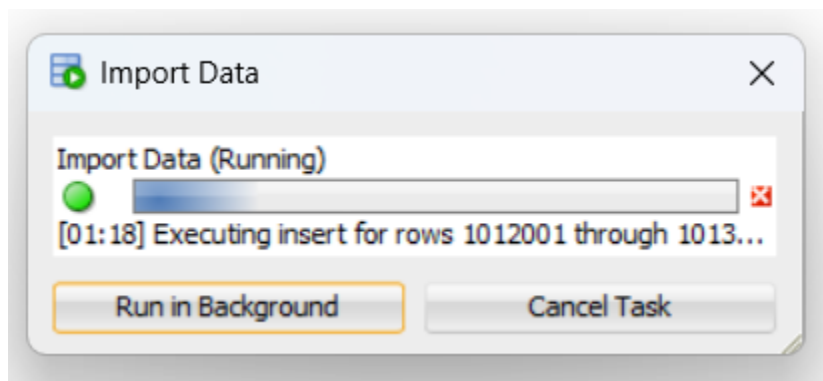 Import Data
Import Data (Running)
[01:18] Executing insert for rows 1012001 through 1013...
Run in Background Cancel Task